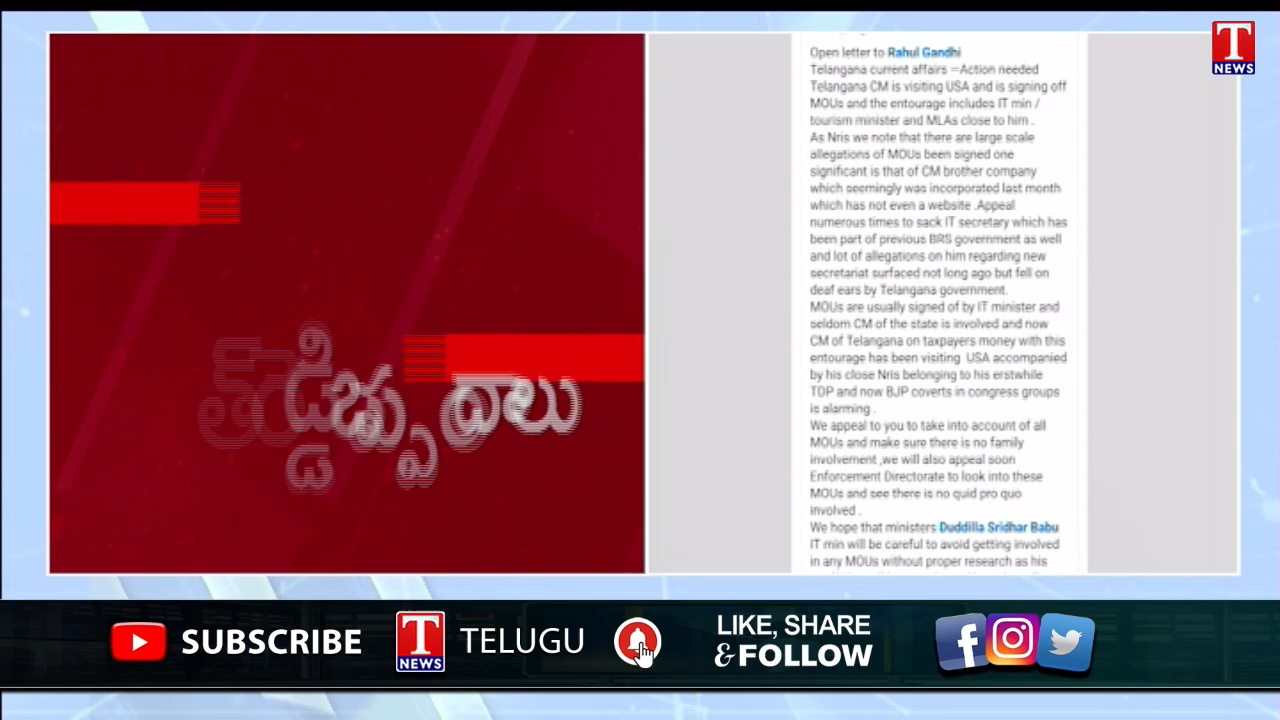 T
NEWS
Open letter to Rahul Gandhi
Telangana current affairs =Action needed
Telangana CM is visiting USA and is signing off
MOUs and the entourage includes IT min /
tourism minister and MLAs close to him .
As Nris we note that there are large scale
allegations of MOUs been signed one
significant is that of CM brother company
which seemingly was incorporated last month
which has not even a website .Appeal
numerous times to sack IT secretary which has
been part of previous BRS government as well
and lot of allegations on him regarding new
secretariat surfaced not long ago but fell on
deaf ears by Telangana government.
MOUs are usually signed of by IT minister and
seldom CM of the state is involved and now
CM of Telangana on taxpayers money with this
entourage has been visiting USA accompanied
by his close Nris belonging to his erstwhile
TDP and now BJP coverts in congress groups
is alarming .
We appeal to you to take into account of all
MOUs and make sure there is no family
involvement ,we will also appeal soon
Enforcement Directorate to look into these
MOUs and see there is no quid pro quo
involved .
We hope that ministers Duddilla Sridhar Babu
IT min will be careful to avoid getting involved
in any MOUs without proper research as his
SUBSCRIBE
T
NEWS
TELUGU
LIKE, SHARE
& FOLLOW